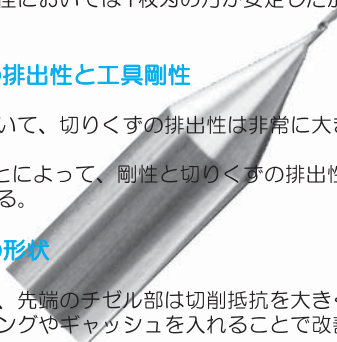 性においては1枚刃の方が安定した
の排出性と工具剛性
いて、切りくずの排出性は非常に大き
とによって、剛性と切りくずの排出性
る。
の形状
、先端のチゼル部は切削抵抗を大き
ングやギャッシュを入れることで改善